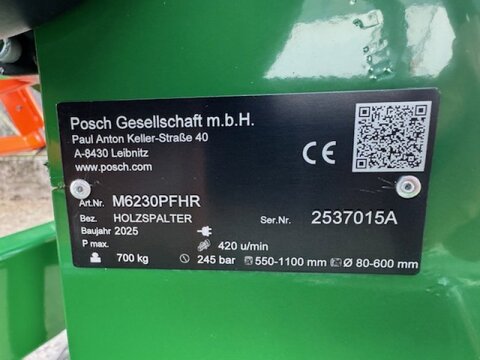 Posch Gesellschaft m.b.H.
Paul Anton Keller-Straße 40
A-8430 Leibnitz
www.posch.com
CE
Art.Nr. M6230PFHR
Bez. HOLZSPALTER Ser.Nr. 2537015A
Baujahr 2025
P max. 420 u/min
700 kg 245 bar 550-1100 mm Ø 80-600 mm